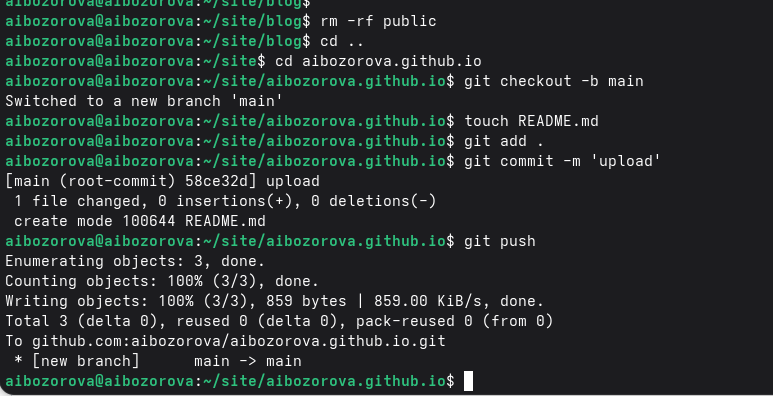 aibozorova@aibozorova:~/site/blog$
aibozorova@aibozorova:~/site/blog$ rm -rf public
aibozorova@aibozorova:~/site/blog$ cd ..
aibozorova@aibozorova:~/site$ cd aibozorova.github.io
aibozorova@aibozorova:~/site/aibozorova.github.io$ git checkout -b main
Switched to a new branch 'main'
aibozorova@aibozorova:~/site/aibozorova.github.io$ touch README.md
aibozorova@aibozorova:~/site/aibozorova.github.io$ git add .
aibozorova@aibozorova:~/site/aibozorova.github.io$ git commit -m 'upload'
[main (root-commit) 58ce32d] upload
 1 file changed, 0 insertions(+), 0 deletions(-)
 create mode 100644 README.md
aibozorova@aibozorova:~/site/aibozorova.github.io$ git push
Enumerating objects: 3, done.
Counting objects: 100% (3/3), done.
Writing objects: 100% (3/3), 859 bytes | 859.00 KiB/s, done.
Total 3 (delta 0), reused 0 (delta 0), pack-reused 0 (from 0)
To github.com:aibozorova/aibozorova.github.io.git
 * [new branch]      main -> main
aibozorova@aibozorova:~/site/aibozorova.github.io$